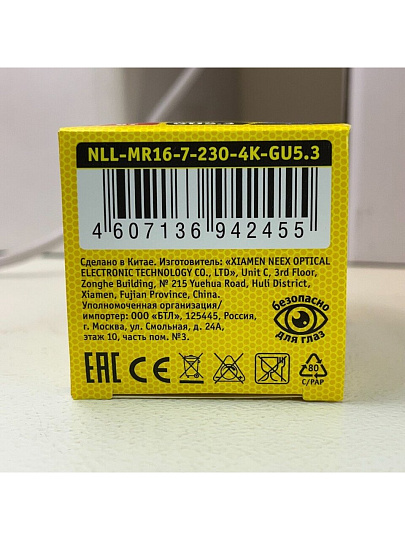 NLL-MR16-7-230-4K-GU5.3
4 607136 942455
Сделано в Китае. Изготовитель: «XIAMEN NEEX OPTICAL
ELECTRONIC TECHNOLOGY CO., LTD», Unit C, 3rd Floor,
Zonghe Building, № 215 Yuehua Road, Huli District,
Xiamen, Fujian Province, China.
Уполномоченная организация/
импортер: ООО «БТЛ», 125445, Россия,
г. Москва, ул. Смольная, д. 24А,
этаж 10, часть пом. №3.
безопасно
для глаз
EAC CE
80
C/PAP